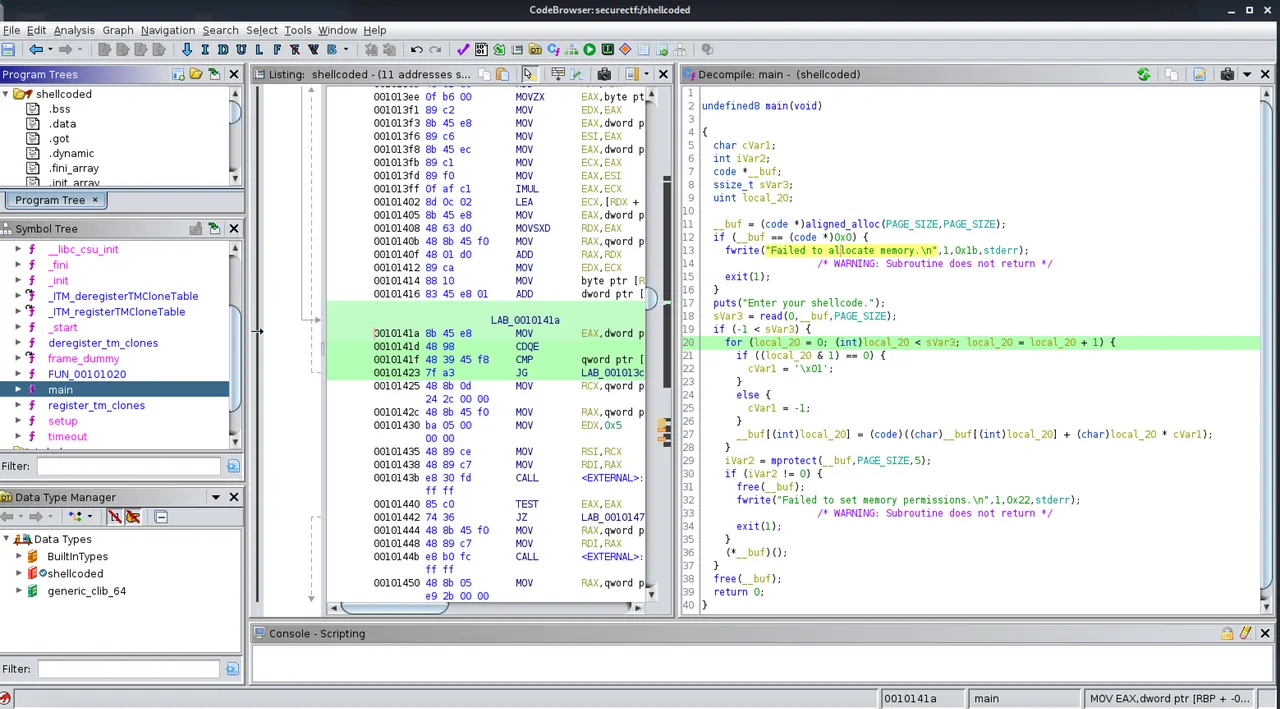 CodeBrowser: securectf:/shellcoded
File Edit Analysis Graph Navigation Search Select Tools Window Help
I D U L F B
Program Trees
shellcoded
.bss
.data
.got
.dynamic
.fini_array
.init_array
Program Tree ×
Symbol Tree
__libc_csu_init
_fini
_init
_ITM_deregisterTMCloneTable
_ITM_registerTMCloneTable
_start
deregister_tm_clones
frame_dummy
FUN_00101020
main
register_tm_clones
setup
timeout
Filter:
Data Type Manager
Data Types
BuiltInTypes
shellcoded
generic_clib_64
Filter:
Listing: shellcoded - (11 addresses s...
001013ee 0f b6 00 MOVZX EAX,byte pt
001013f1 89 c2 MOV EDX,EAX
001013f3 8b 45 e8 MOV EAX,dword p
001013f6 89 c6 MOV ESI,EAX
001013f8 8b 45 ec MOV EAX,dword p
001013fb 89 c1 MOV ECX,EAX
001013fd 89 f0 MOV EAX,ESI
001013ff 0f af c1 IMUL EAX,ECX
00101402 8d 0c 02 LEA ECX,[RDX +
00101405 8b 45 e8 MOV EAX,dword p
00101408 48 63 d0 MOVSXD RDX,EAX
0010140b 48 8b 45 f0 MOV RAX,qword p
0010140f 48 01 d0 ADD RAX,RDX
00101412 89 ca MOV EDX,ECX
00101414 88 10 MOV byte ptr [R
00101416 83 45 e8 01 ADD dword ptr [
LAB_0010141a
0010141a 8b 45 e8 MOV EAX,dword p
0010141d 48 98 CDQE
0010141f 48 39 45 f8 CMP qword ptr [
00101423 7f a3 JG LAB_001013c
00101425 48 8b 0d MOV RCX,qword p
24 2c 00 00
0010142c 48 8b 45 f0 MOV RAX,qword p
00101430 ba 05 00 MOV EDX,0x5
00 00
00101435 48 89 ce MOV RSI,RCX
00101438 48 89 c7 MOV RDI,RAX
0010143b e8 30 fd CALL <EXTERNAL>:
ff ff
00101440 85 c0 TEST EAX,EAX
00101442 74 36 JZ LAB_0010147
00101444 48 8b 45 f0 MOV RAX,qword p
00101448 48 89 c7 MOV RDI,RAX
0010144b e8 b0 fc CALL <EXTERNAL>:
ff ff
00101450 48 8b 05 MOV RAX,qword p
e9 2b 00 00
Decompile: main - (shellcoded)
1
2 undefined8 main(void)
3
4 {
5 char cVar1;
6 int iVar2;
7 code *__buf;
8 ssize_t sVar3;
9 uint local_20;
10
11 __buf = (code *)aligned_alloc(PAGE_SIZE,PAGE_SIZE);
12 if (__buf == (code *)0x0) {
13 fwrite("Failed to allocate memory.\n",1,0x1b,stderr);
14 /* WARNING: Subroutine does not return */
15 exit(1);
16 }
17 puts("Enter your shellcode.");
18 sVar3 = read(0,__buf,PAGE_SIZE);
19 if (-1 < sVar3) {
20 for (local_20 = 0; (int)local_20 < sVar3; local_20 = local_20 + 1) {
21 if ((local_20 & 1) == 0) {
22 cVar1 = '\x01';
23 }
24 else {
25 cVar1 = -1;
26 }
27 __buf[(int)local_20] = (code)((char)__buf[(int)local_20] + (char)local_20 * cVar1);
28 }
29 iVar2 = mprotect(__buf,PAGE_SIZE,5);
30 if (iVar2 != 0) {
31 free(__buf);
32 fwrite("Failed to set memory permissions.\n",1,0x22,stderr);
33 /* WARNING: Subroutine does not return */
34 exit(1);
35 }
36 (*__buf)();
37 }
38 free(__buf);
39 return 0;
40 }
Console - Scripting
0010141a main MOV EAX,dword ptr [RBP + -0...